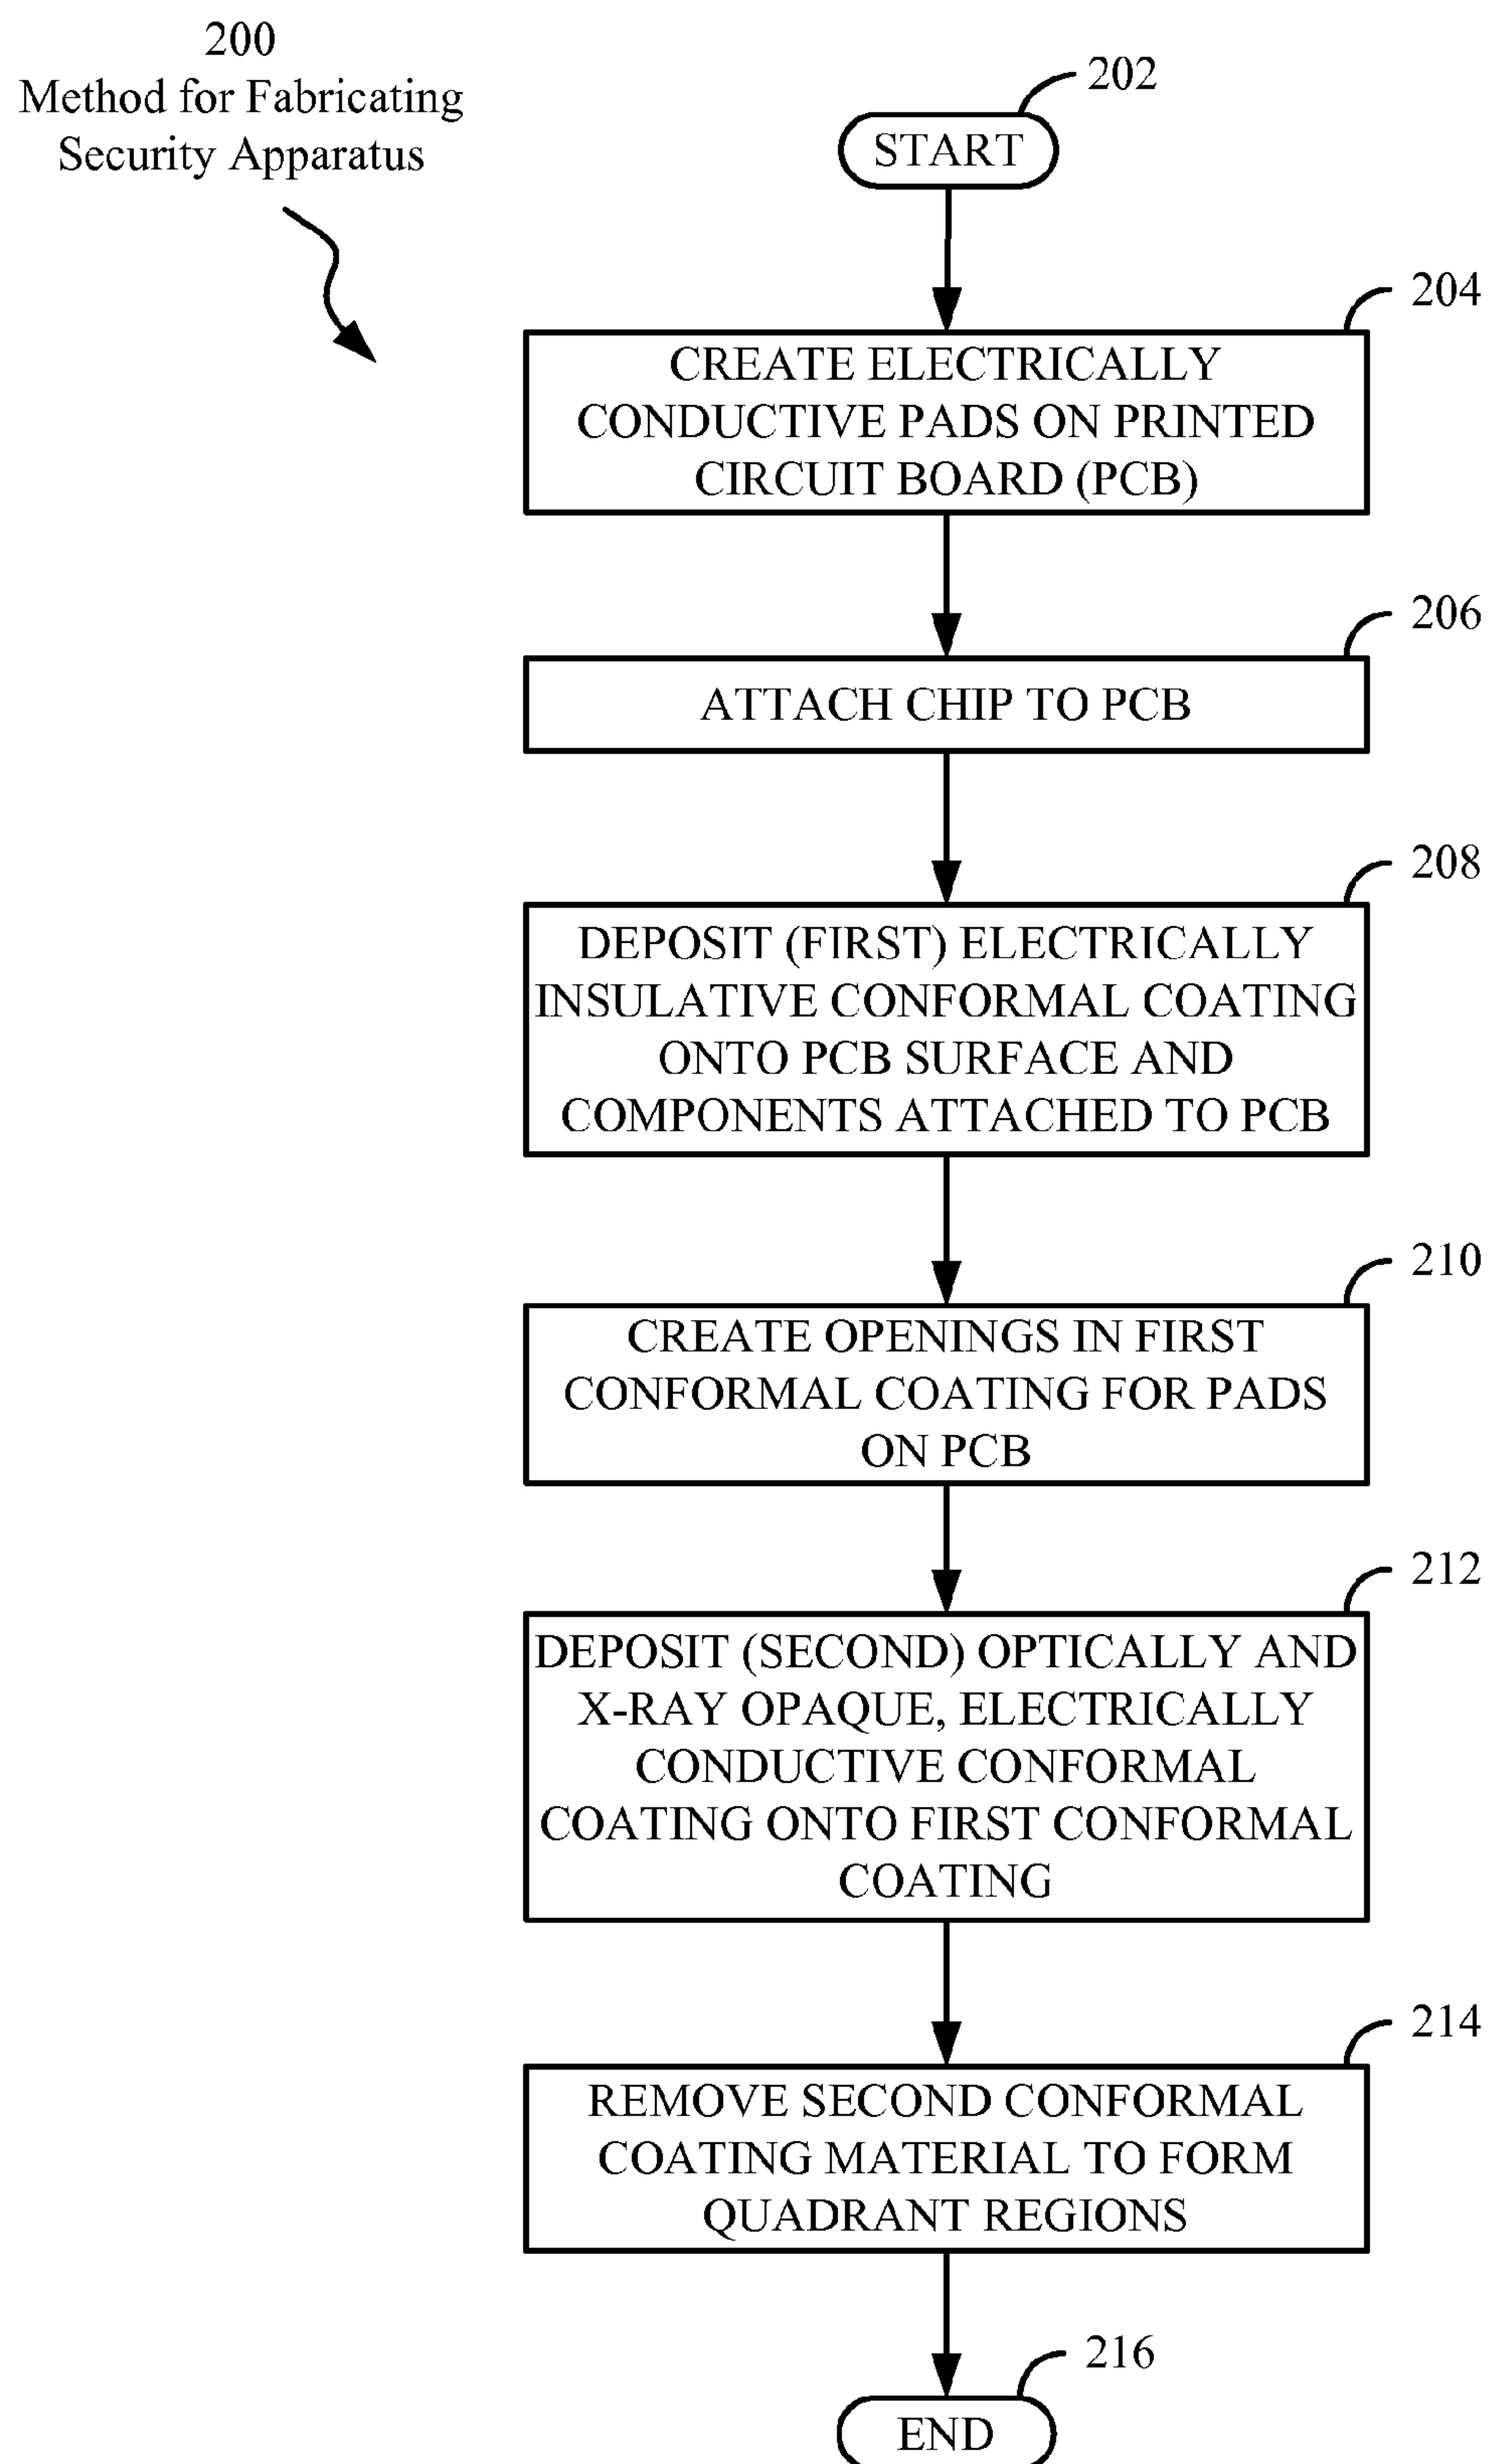 200
Method for Fabricating
Security Apparatus
202
START
204
CREATE ELECTRICALLY
CONDUCTIVE PADS ON PRINTED
CIRCUIT BOARD (PCB)
206
ATTACH CHIP TO PCB
208
DEPOSIT (FIRST) ELECTRICALLY
INSULATIVE CONFORMAL COATING
ONTO PCB SURFACE AND
COMPONENTS ATTACHED TO PCB
210
CREATE OPENINGS IN FIRST
CONFORMAL COATING FOR PADS
ON PCB
212
DEPOSIT (SECOND) OPTICALLY AND
X-RAY OPAQUE, ELECTRICALLY
CONDUCTIVE CONFORMAL
COATING ONTO FIRST CONFORMAL
COATING
214
REMOVE SECOND CONFORMAL
COATING MATERIAL TO FORM
QUADRANT REGIONS
216
END